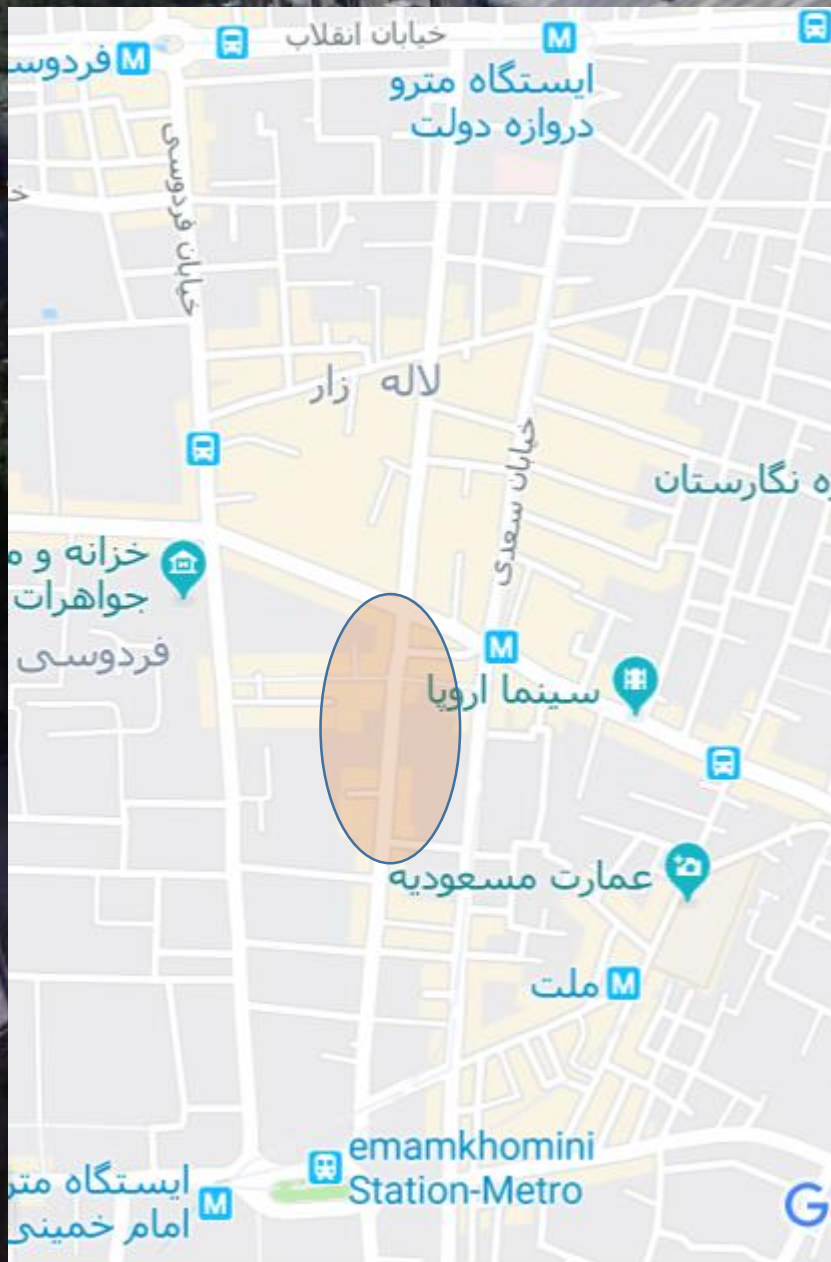 خیابان انقلاب
فردوس
ایستگاه مترو
دروازه دولت
خیابان فردوسی
خ
لاله زار
خیابان سعدی
ه نگارستان
خزانه و م
جواهرات
فردوسی
سینما اروپا
عمارت مسعودیه
ملت
emamkhomini
Station-Metro
ایستگاه متر
امام خمینی
G